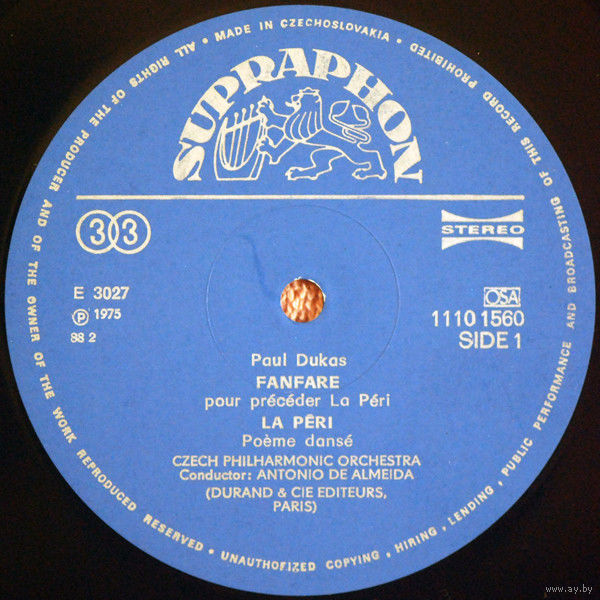 ALL RIGHTS OF THE PRODUCER AND OF THE OWNER OF THE WORK REPRODUCED RESERVED • UNAUTHORIZED COPYING, HIRING, LENDING, PUBLIC PERFORMANCE AND BROADCASTING OF THIS RECORD PROHIBITED • MADE IN CZECHOSLOVAKIA •
SUPRAPHON
33
STEREO
E 3027
Ⓟ 1975
88 2
OSA
1110 1560
SIDE 1
Paul Dukas
FANFARE
pour précéder La Péri
LA PÉRI
Poème dansé
CZECH PHILHARMONIC ORCHESTRA
Conductor: ANTONIO DE ALMEIDA
(DURAND & CIE EDITEURS,
PARIS)
www.ay.by